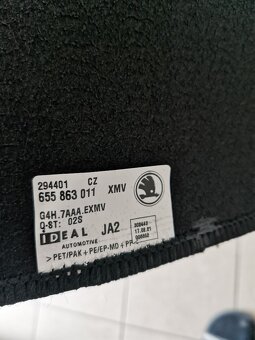 294401 CZ
655 863 011 XMV
G4H.7AAA.EXMV
Q-ST: 02S
IDEAL JA2
AUTOMOTIVE
>PET/PAK+PE/EP-MD+PP